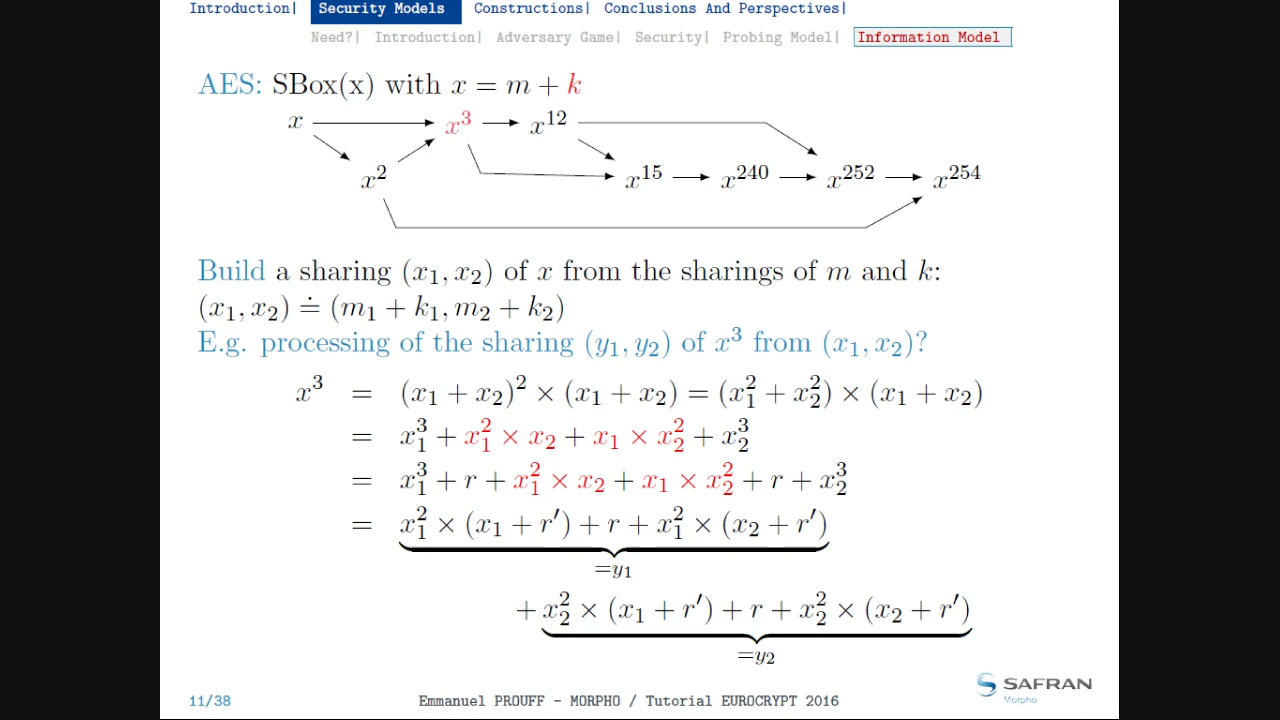 Introduction| Security Models Constructions| Conclusions And Perspectives|
Need?| Introduction| Adversary Game| Security| Probing Model| Information Model
AES: SBox(x) with x = m + k
x x³ x¹²
x² x¹⁵ x²⁴⁰ x²⁵² x²⁵⁴
Build a sharing (x₁, x₂) of x from the sharings of m and k:
(x₁, x₂) ≐ (m₁ + k₁, m₂ + k₂)
E.g. processing of the sharing (y₁, y₂) of x³ from (x₁, x₂)?
x³ = (x₁ + x₂)² × (x₁ + x₂) = (x₁² + x₂²) × (x₁ + x₂)
= x₁³ + x₁² × x₂ + x₁ × x₂² + x₂³
= x₁³ + r + x₁² × x₂ + x₁ × x₂² + r + x₂³
= x₁² × (x₁ + r′) + r + x₁² × (x₂ + r′)
=y₁
+ x₂² × (x₁ + r′) + r + x₂² × (x₂ + r′)
=y₂
SAFRAN
Morpho
11/38 Emmanuel PROUFF - MORPHO / Tutorial EUROCRYPT 2016